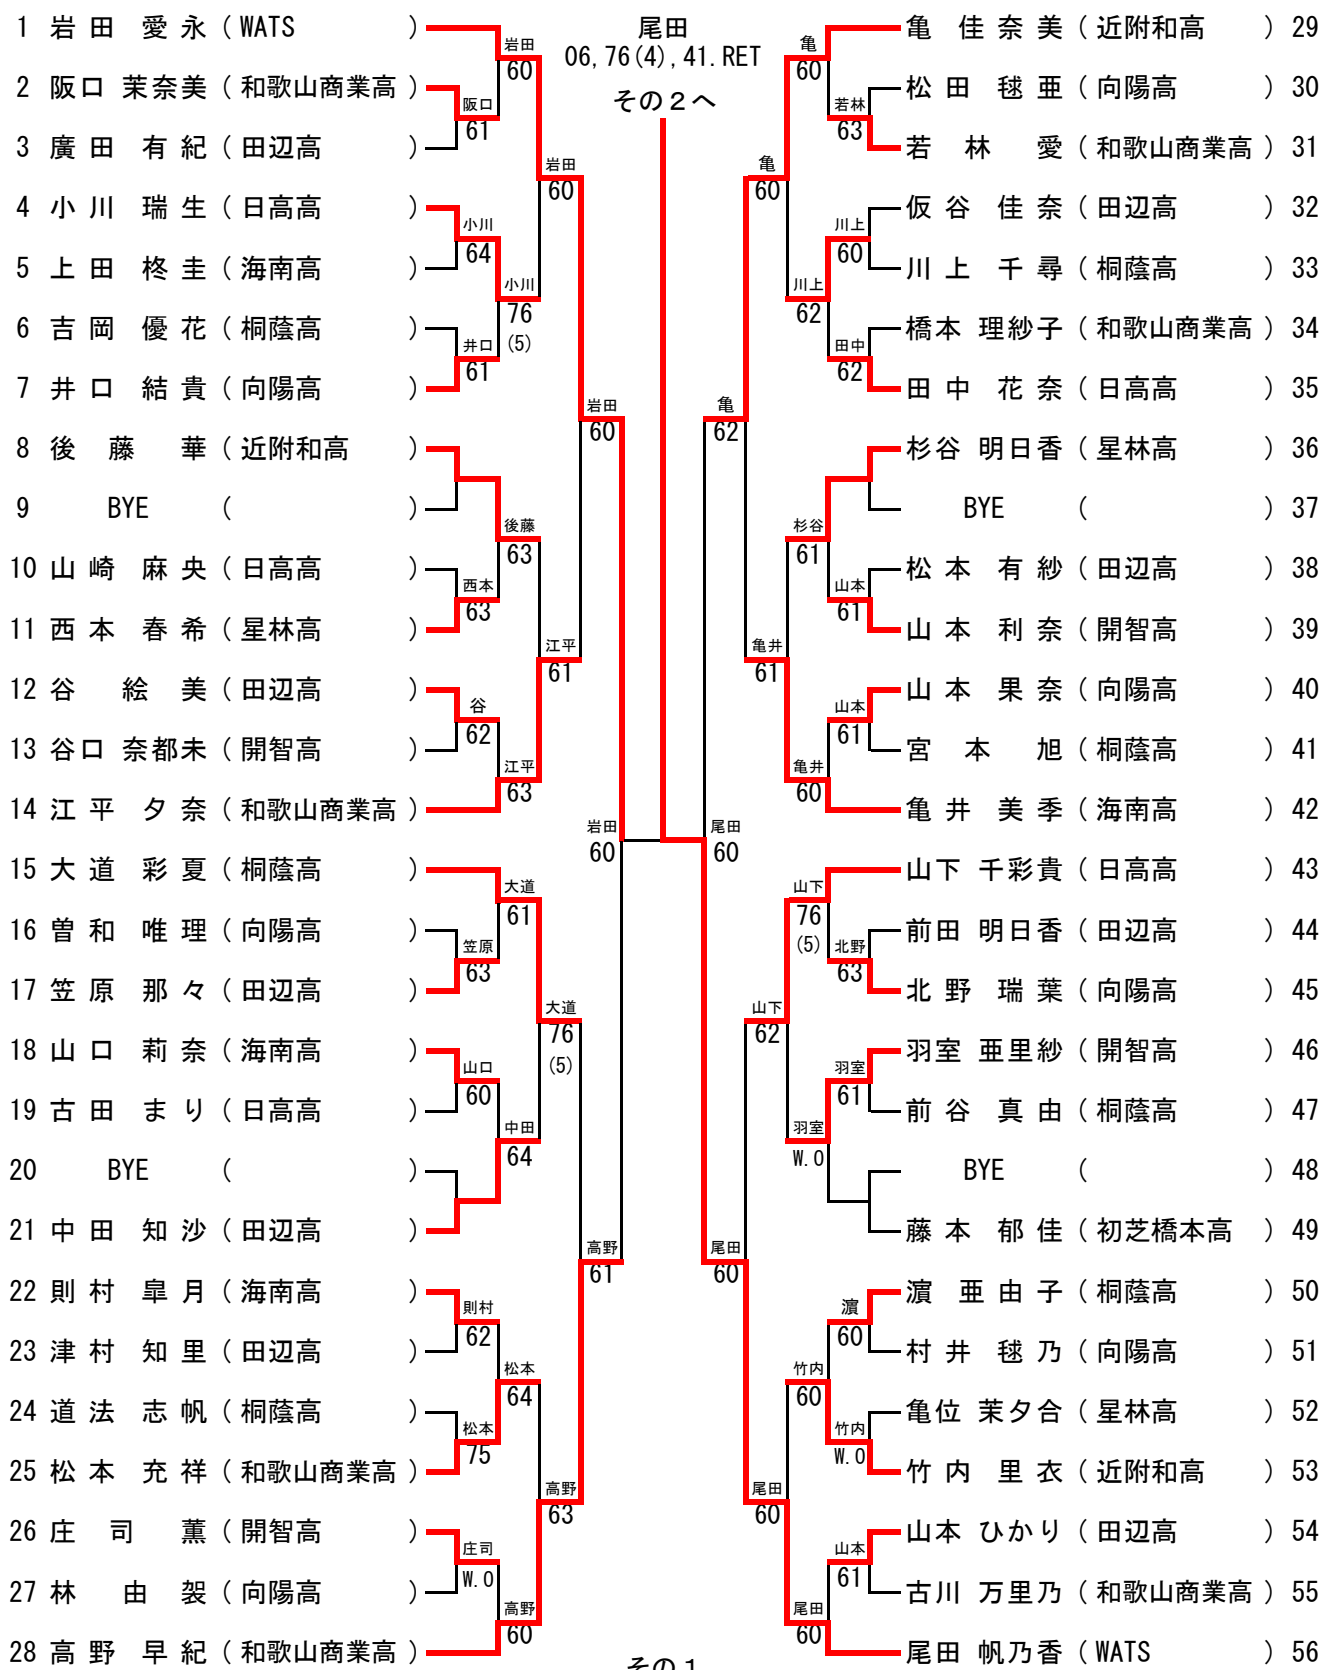 尾田
06,76(4),41.RET
その２へ
1 岩田 愛永 (WATS)
2 阪口 茉奈美 (和歌山商業高)
3 廣田 有紀 (田辺高)
4 小川 瑞生 (日高高)
5 上田 柊圭 (海南高)
6 吉岡 優花 (桐蔭高)
7 井口 結貴 (向陽高)
8 後藤 華 (近附和高)
9 BYE ( )
10 山崎 麻央 (日高高)
11 西本 春希 (星林高)
12 谷 絵美 (田辺高)
13 谷口 奈都未 (開智高)
14 江平 夕奈 (和歌山商業高)
15 大道 彩夏 (桐蔭高)
16 曽和 唯理 (向陽高)
17 笠原 那々 (田辺高)
18 山口 莉奈 (海南高)
19 古田 まり (日高高)
20 BYE ( )
21 中田 知沙 (田辺高)
22 則村 皐月 (海南高)
23 津村 知里 (田辺高)
24 道法 志帆 (桐蔭高)
25 松本 充祥 (和歌山商業高)
26 庄司 薫 (開智高)
27 林 由袈 (向陽高)
28 高野 早紀 (和歌山商業高)
岩田
60
阪口
61
岩田
60
小川
64
小川
76
(5)
井口
61
岩田
60
後藤
63
西本
63
江平
61
谷
62
江平
63
岩田
60
大道
61
笠原
63
大道
76
(5)
山口
60
中田
64
高野
61
則村
62
松本
64
松本
75
高野
63
庄司
W.O
高野
60
亀
60
若林
63
亀
60
川上
60
川上
62
田中
62
亀
62
杉谷
61
山本
61
亀井
61
山本
61
亀井
60
尾田
60
山下
76
(5)
北野
63
山下
62
羽室
61
羽室
W.O
尾田
60
濵
60
竹内
60
竹内
W.O
尾田
60
山本
61
尾田
60
亀 佳奈美 (近附和高) 29
松田 毬亜 (向陽高) 30
若林 愛 (和歌山商業高) 31
仮谷 佳奈 (田辺高) 32
川上 千尋 (桐蔭高) 33
橋本 理紗子 (和歌山商業高) 34
田中 花奈 (日高高) 35
杉谷 明日香 (星林高) 36
BYE ( ) 37
松本 有紗 (田辺高) 38
山本 利奈 (開智高) 39
山本 果奈 (向陽高) 40
宮本 旭 (桐蔭高) 41
亀井 美季 (海南高) 42
山下 千彩貴 (日高高) 43
前田 明日香 (田辺高) 44
北野 瑞葉 (向陽高) 45
羽室 亜里紗 (開智高) 46
前谷 真由 (桐蔭高) 47
BYE ( ) 48
藤本 郁佳 (初芝橋本高) 49
濵 亜由子 (桐蔭高) 50
村井 毬乃 (向陽高) 51
亀位 茉夕合 (星林高) 52
竹内 里衣 (近附和高) 53
山本 ひかり (田辺高) 54
古川 万里乃 (和歌山商業高) 55
尾田 帆乃香 (WATS) 56
その１